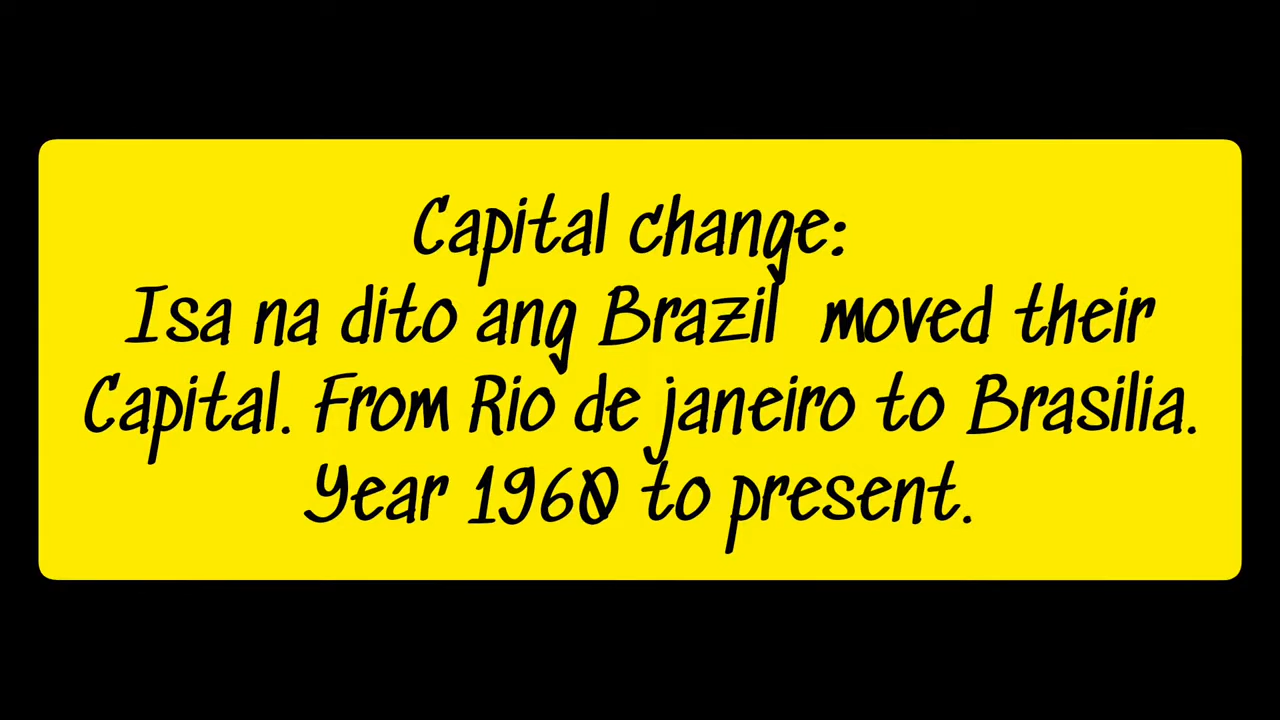 Capital change:
Isa na dito ang Brazil  moved their
Capital. From Rio de janeiro to Brasilia.
Year 1960 to present.